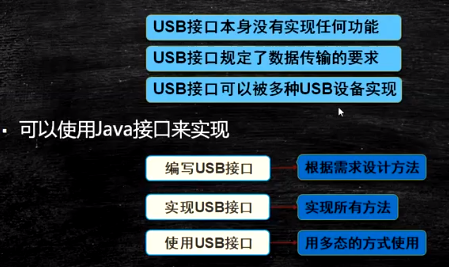 USB接口本身没有实现任何功能
USB接口规定了数据传输的要求
USB接口可以被多种USB设备实现
▪ 可以使用Java接口来实现
编写USB接口 根据需求设计方法
实现USB接口 实现所有方法
使用USB接口 用多态的方式使用